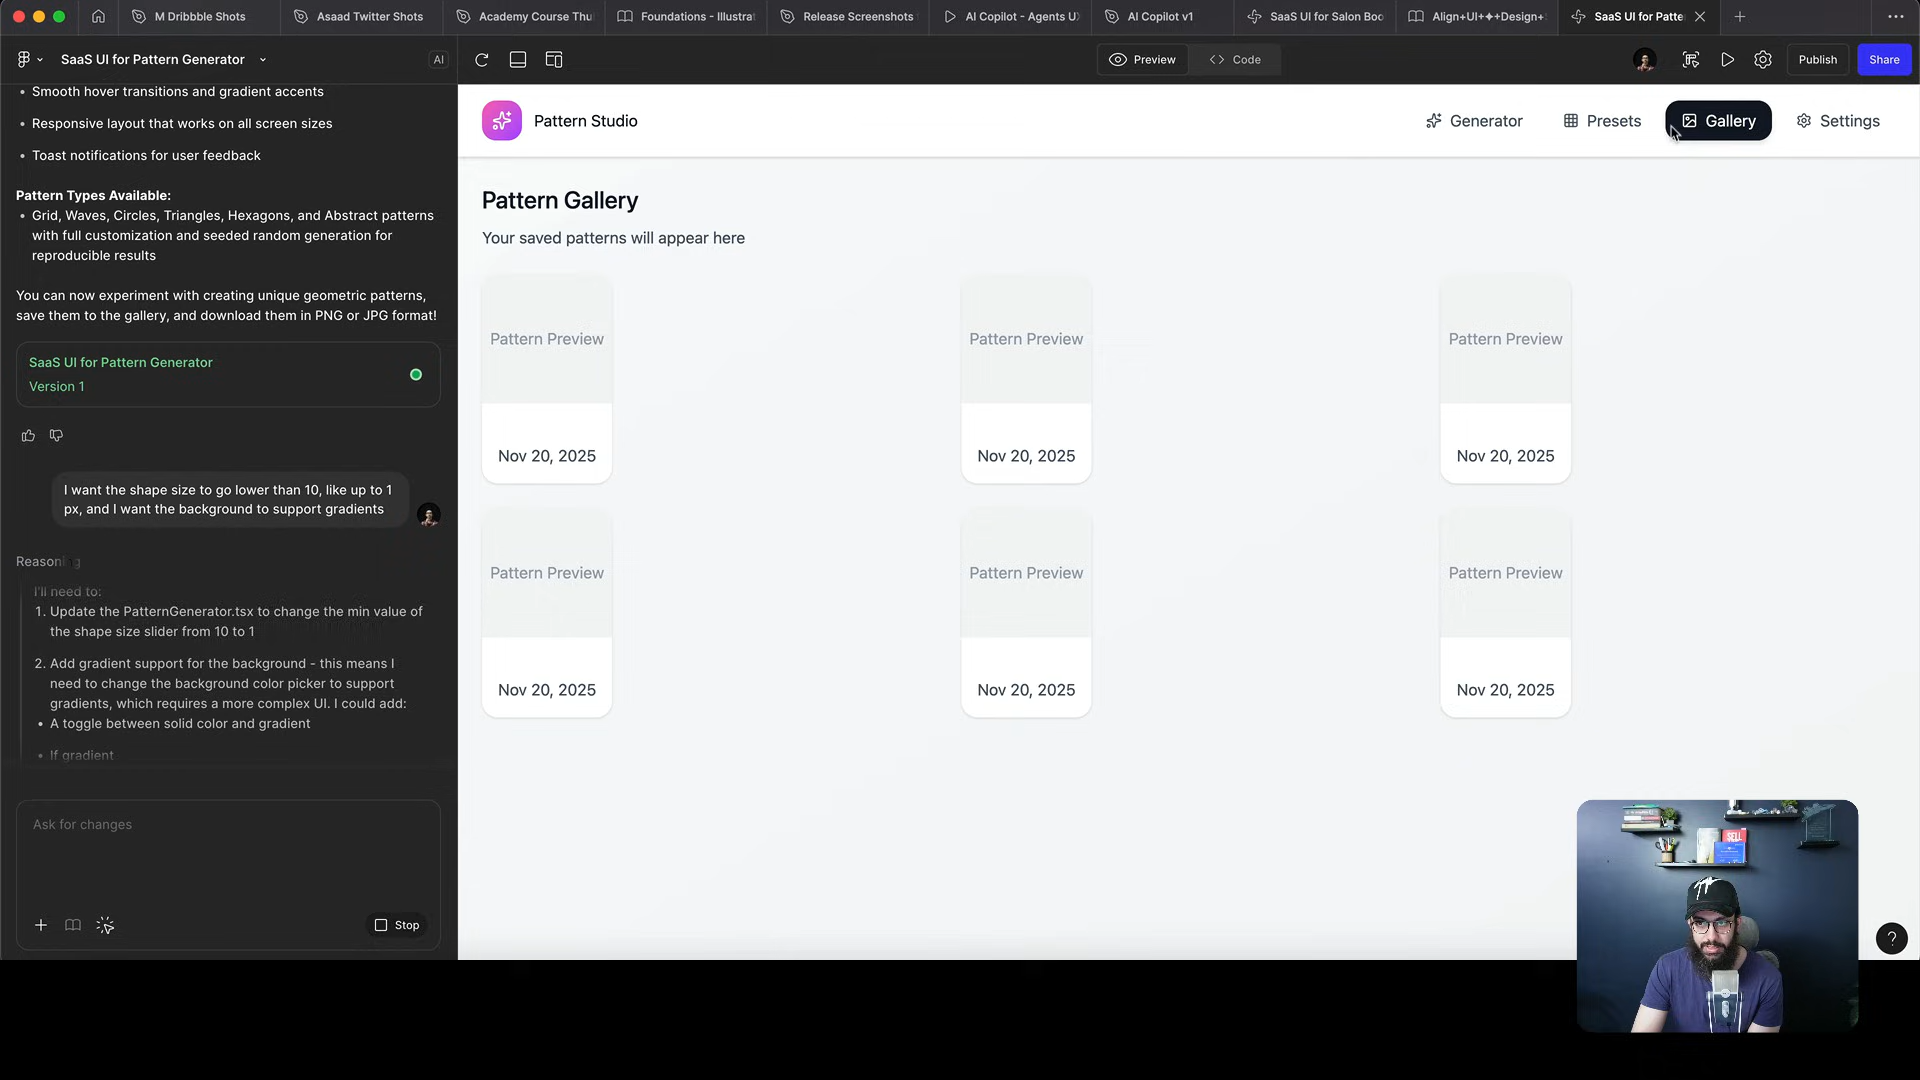 M Dribbble Shots
Asaad Twitter Shots
Academy Course Thu
Foundations - Illustra
Release Screenshots
AI Copilot - Agents UX
AI Copilot v1
SaaS UI for Salon Boo
Align+UI+✦+Design+
SaaS UI for Patte
SaaS UI for Pattern Generator
AI
Preview
Code
Publish
Share
• Smooth hover transitions and gradient accents
• Responsive layout that works on all screen sizes
• Toast notifications for user feedback
Pattern Types Available:
• Grid, Waves, Circles, Triangles, Hexagons, and Abstract patterns
with full customization and seeded random generation for
reproducible results
You can now experiment with creating unique geometric patterns,
save them to the gallery, and download them in PNG or JPG format!
SaaS UI for Pattern Generator
Version 1
I want the shape size to go lower than 10, like up to 1
px, and I want the background to support gradients
Reasoning
I'll need to:
1. Update the PatternGenerator.tsx to change the min value of
the shape size slider from 10 to 1
2. Add gradient support for the background - this means I
need to change the background color picker to support
gradients, which requires a more complex UI. I could add:
• A toggle between solid color and gradient
• If gradient
Ask for changes
Stop
Pattern Studio
Generator
Presets
Gallery
Settings
Pattern Gallery
Your saved patterns will appear here
Pattern Preview
Pattern Preview
Pattern Preview
Nov 20, 2025
Nov 20, 2025
Nov 20, 2025
Pattern Preview
Pattern Preview
Pattern Preview
Nov 20, 2025
Nov 20, 2025
Nov 20, 2025
SELL
?